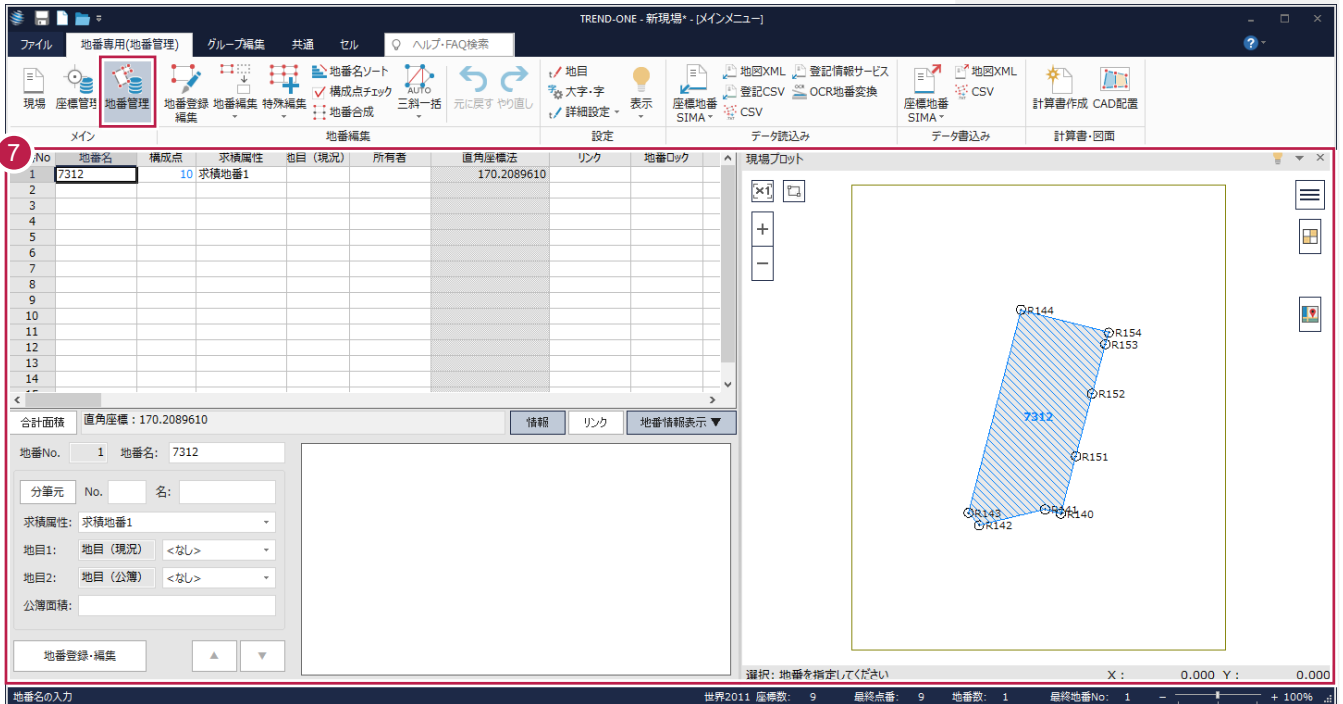 TREND-ONE - 新現場* - [メインメニュー]
ファイル 地番専用(地番管理) グループ編集 共通 セル ヘルプ・FAQ検索
現場 座標管理 地番管理
メイン
地番登録 編集 地番編集 特殊編集 地番名ソート 構成点チェック 地番合成 AUTO 三斜一括 元に戻す やり直し
地番編集
地目 大字・字 詳細設定 表示
設定
座標地番 SIMA 地図XML 登記CSV CSV 登記情報サービス OCR地番変換
データ読込み
座標地番 SIMA 地図XML CSV
データ書込み
計算書作成 CAD配置
計算書・図面
7
No 地番名 構成点 求積属性 地目（現況） 所有者 直角座標法 リンク 地番ロック
1 7312 10 求積地番1 170.2089610
2
3
4
5
6
7
8
9
10
11
12
13
14
合計面積 直角座標：170.2089610 情報 リンク 地番情報表示 ▼
地番No. 1 地番名: 7312
分筆元 No. 名:
求積属性: 求積地番1
地目1: 地目（現況） <なし>
地目2: 地目（公簿） <なし>
公簿面積:
地番登録・編集 ▲ ▼
現場プロット
×1
+
−
R144
R154
R153
R152
7312
R151
R143
R141
R140
R142
選択: 地番を指定してください X : 0.000 Y : 0.000
地番名の入力 世界2011 座標数: 9 最終点番: 9 地番数: 1 最終地番No: 1 − + 100%